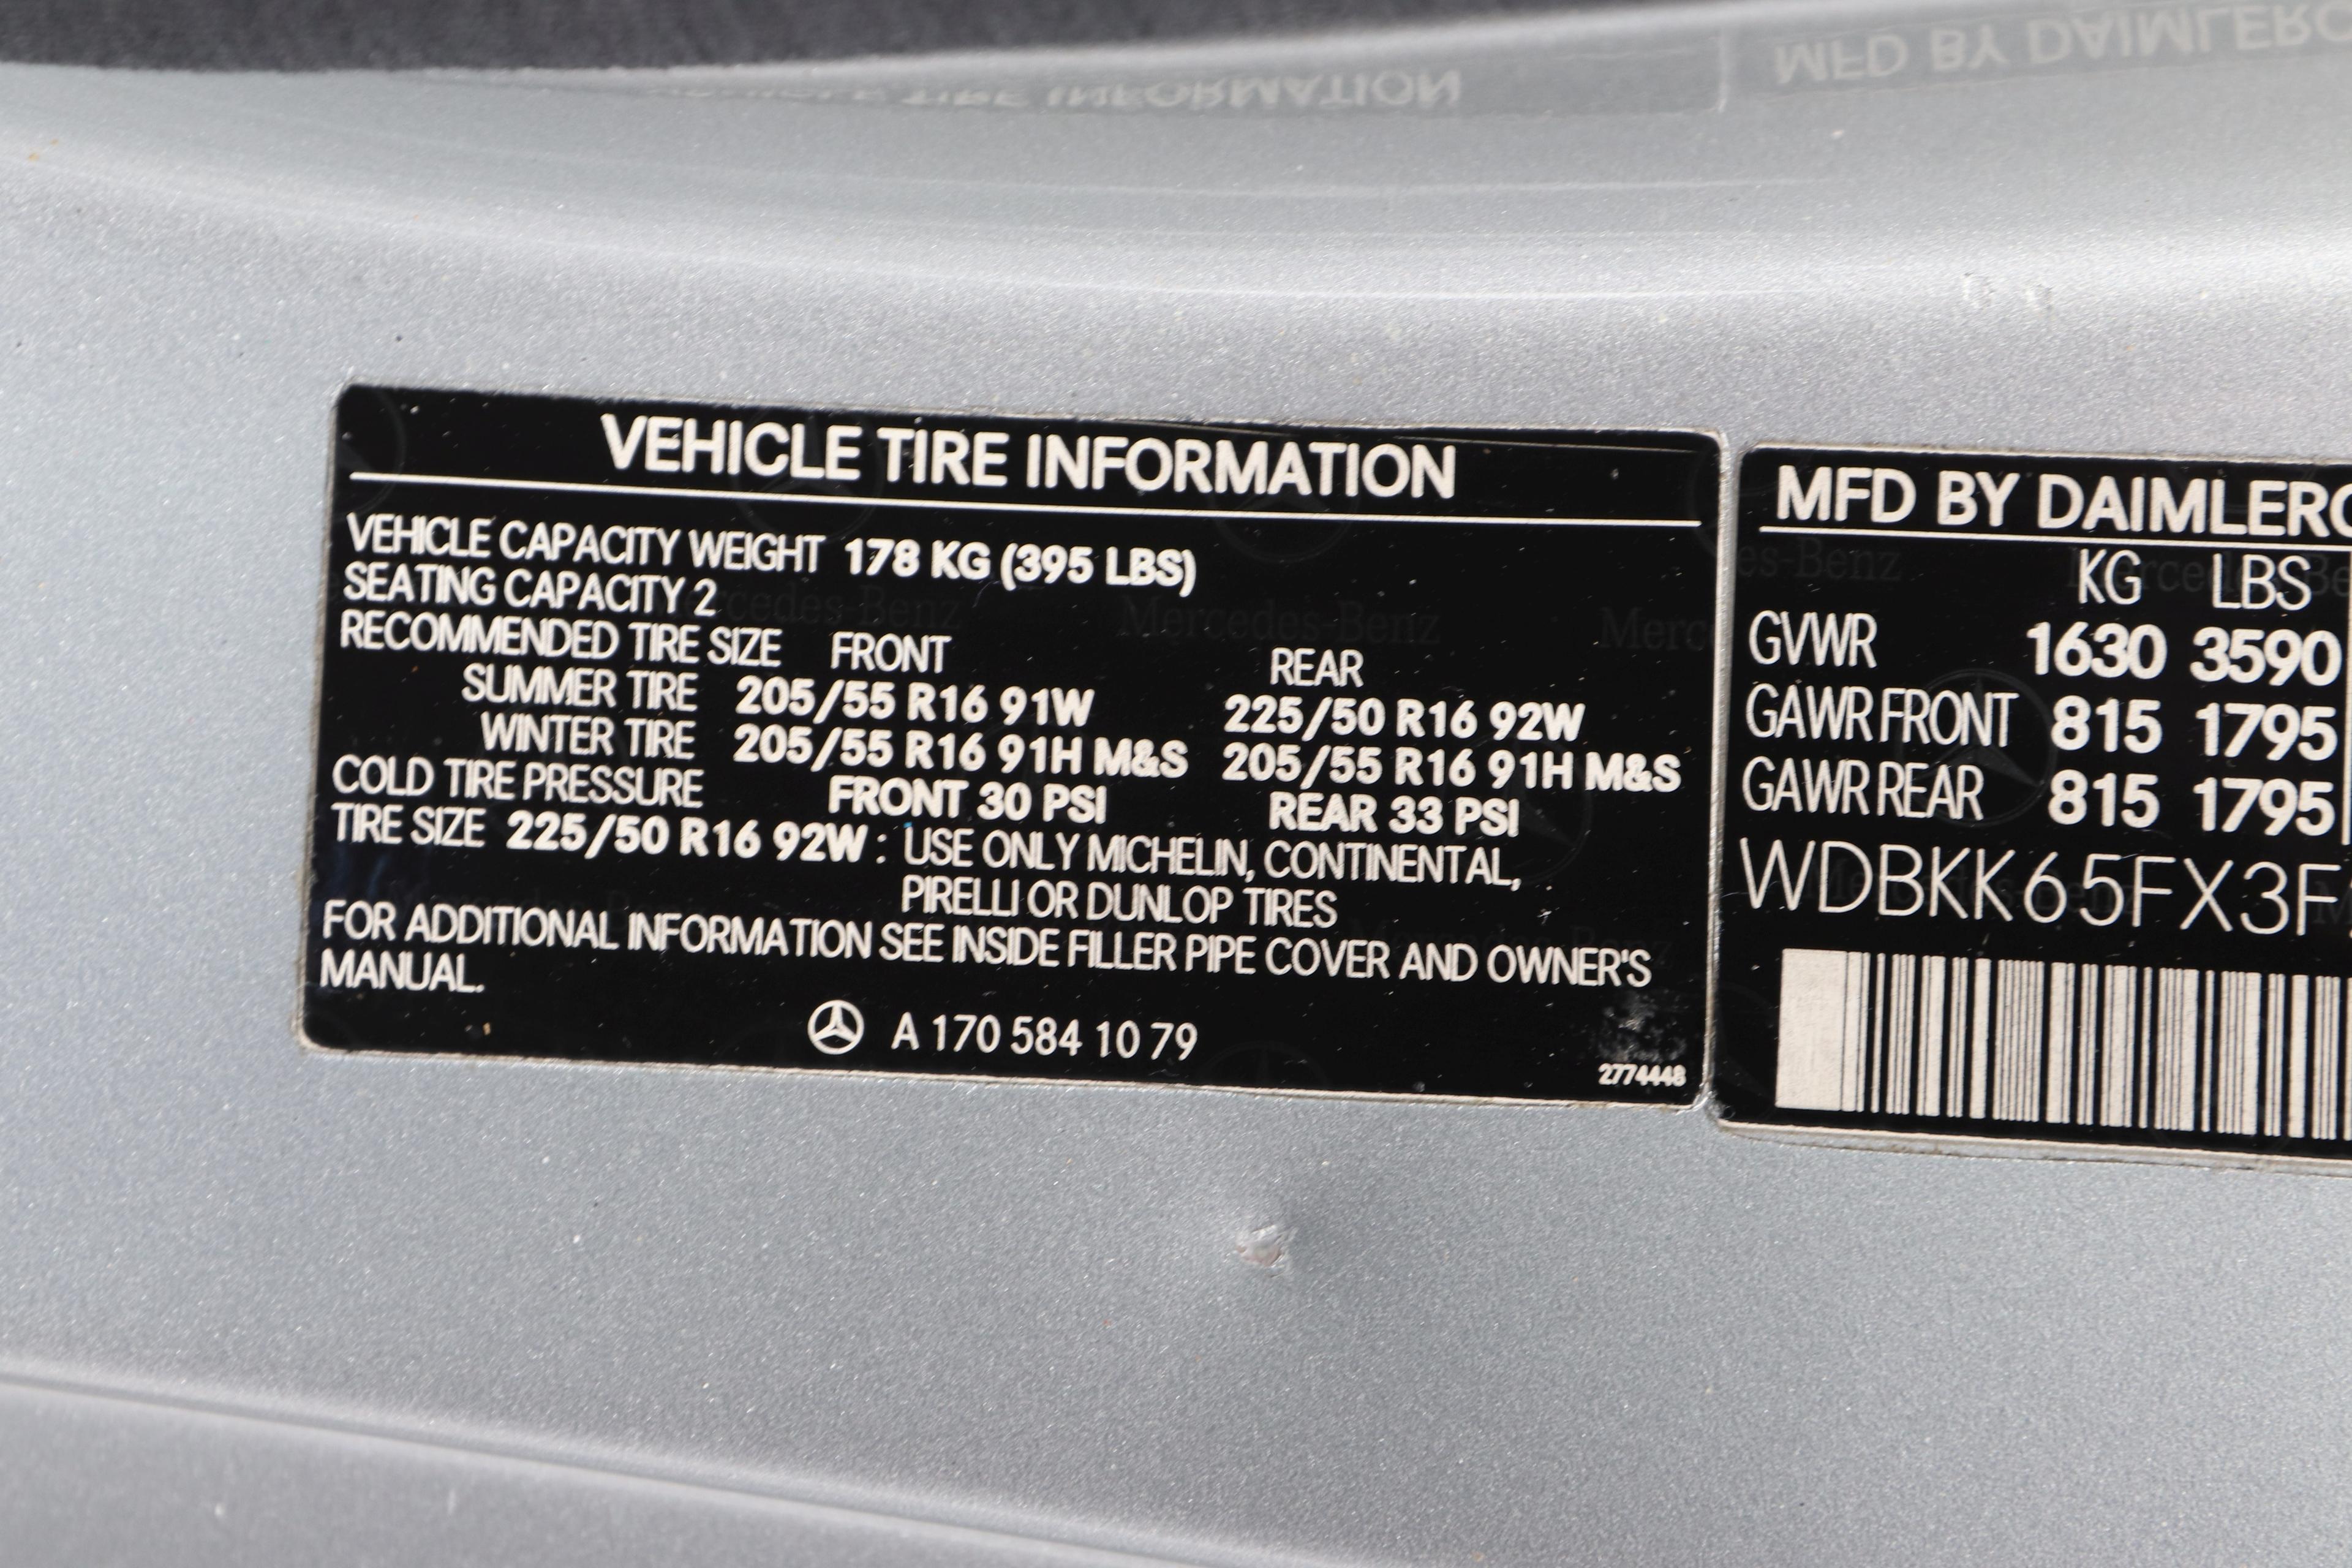 VEHICLE TIRE INFORMATION
VEHICLE CAPACITY WEIGHT 178 KG (395 LBS)
SEATING CAPACITY 2
RECOMMENDED TIRE SIZE FRONT REAR
SUMMER TIRE 205/55 R16 91W 225/50 R16 92W
WINTER TIRE 205/55 R16 91H M&S 205/55 R16 91H M&S
COLD TIRE PRESSURE FRONT 30 PSI REAR 33 PSI
TIRE SIZE 225/50 R16 92W : USE ONLY MICHELIN, CONTINENTAL,
PIRELLI OR DUNLOP TIRES
FOR ADDITIONAL INFORMATION SEE INSIDE FILLER PIPE COVER AND OWNER'S
MANUAL.
A 170 584 10 79
2774448
MFD BY DAIMLERC
KG LBS
GVWR 1630 3590
GAWR FRONT 815 1795
GAWR REAR 815 1795
WDBKK65FX3F